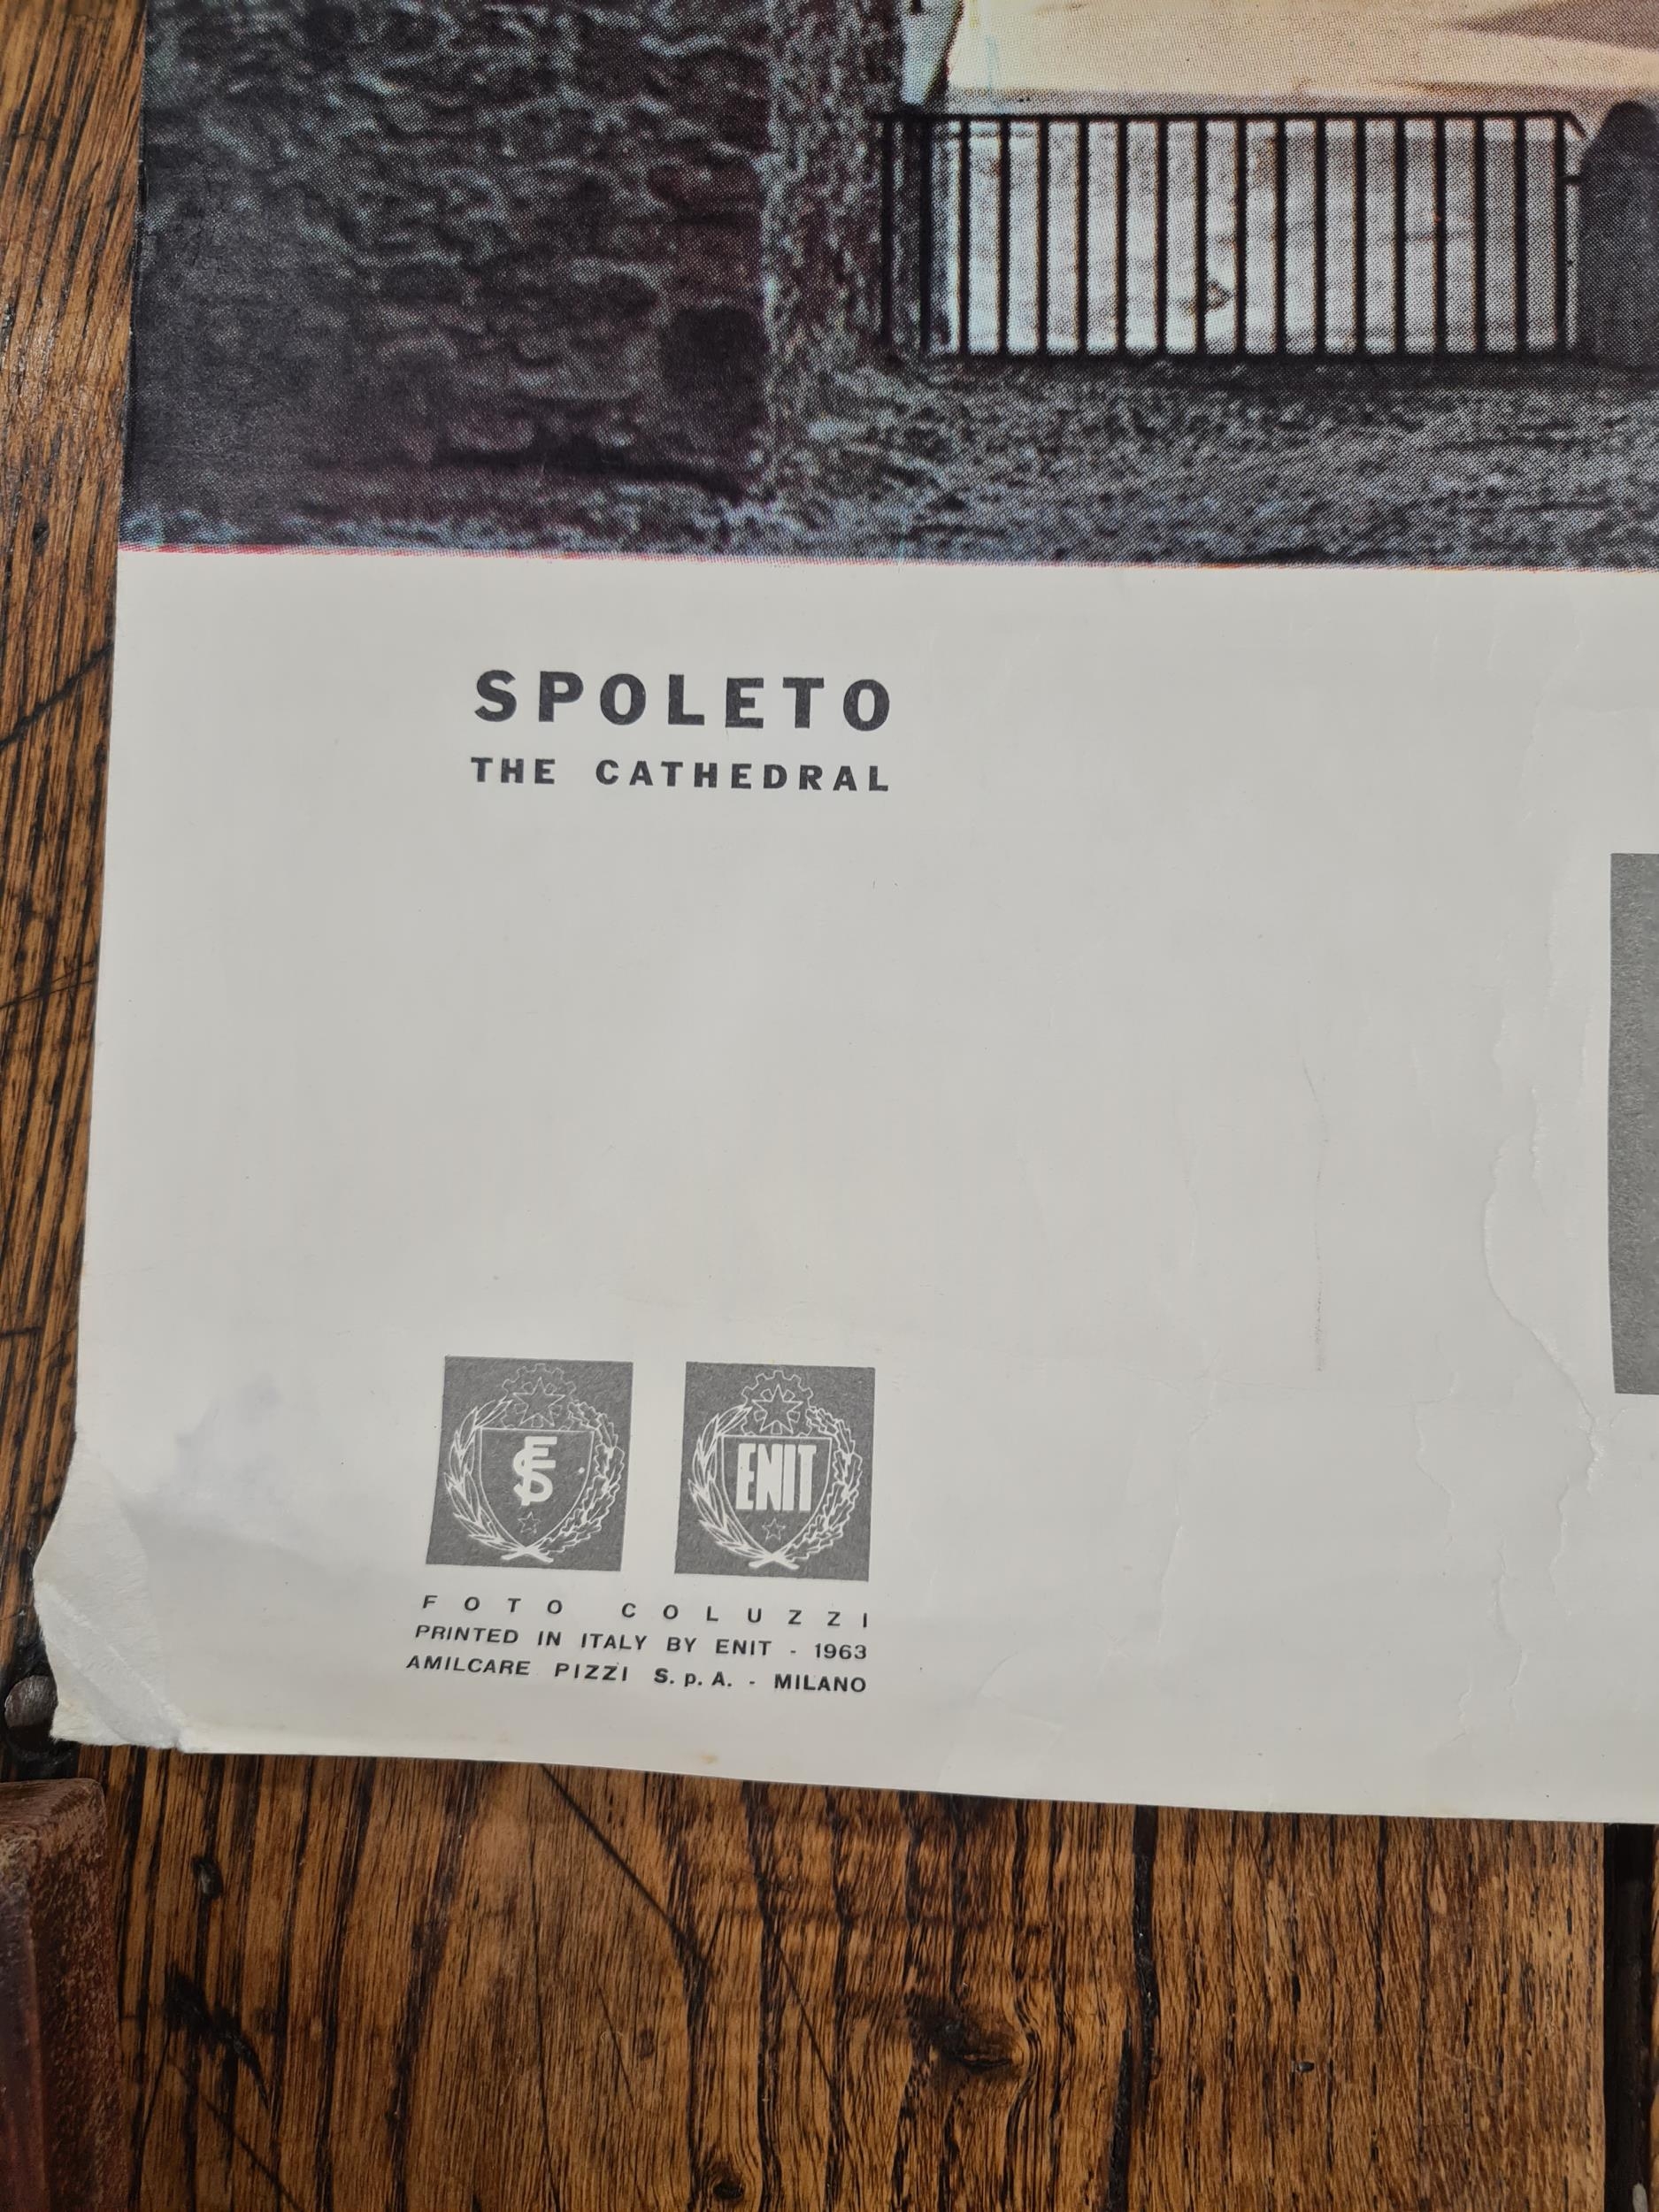 SPOLETO
THE CATHEDRAL
FS ENIT
FOTO COLUZZI
PRINTED IN ITALY BY ENIT - 1963
AMILCARE PIZZI S. p. A. - MILANO